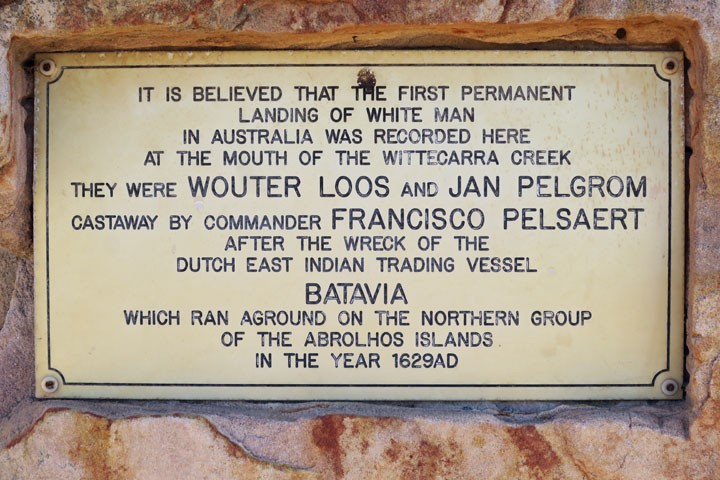 IT IS BELIEVED THAT THE FIRST PERMANENT
LANDING OF WHITE MAN
IN AUSTRALIA WAS RECORDED HERE
AT THE MOUTH OF THE WITTECARRA CREEK
THEY WERE WOUTER LOOS AND JAN PELGROM
CASTAWAY BY COMMANDER FRANCISCO PELSAERT
AFTER THE WRECK OF THE
DUTCH EAST INDIAN TRADING VESSEL
BATAVIA
WHICH RAN AGROUND ON THE NORTHERN GROUP
OF THE ABROLHOS ISLANDS
IN THE YEAR 1629AD